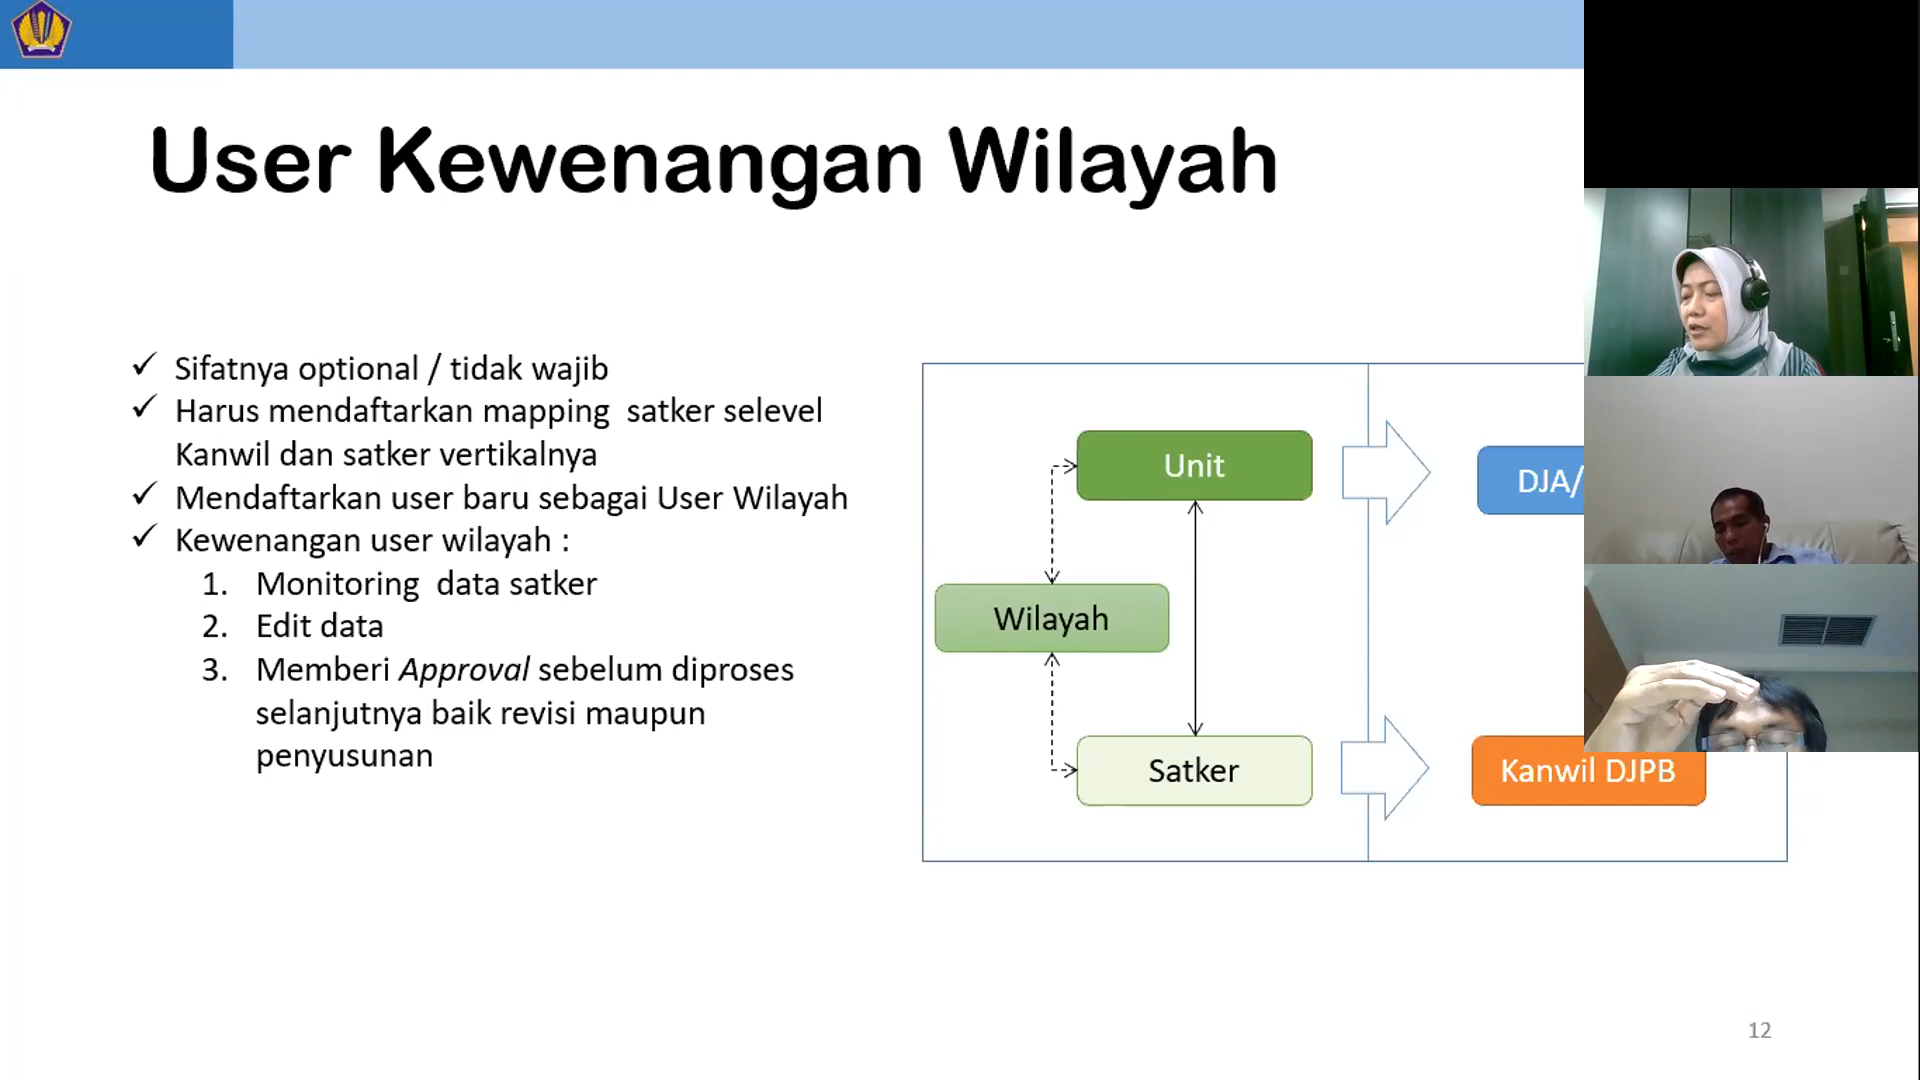 User Kewenangan Wilayah
✓ Sifatnya optional / tidak wajib
✓ Harus mendaftarkan mapping satker selevel
Kanwil dan satker vertikalnya
✓ Mendaftarkan user baru sebagai User Wilayah
✓ Kewenangan user wilayah :
1. Monitoring data satker
2. Edit data
3. Memberi Approval sebelum diproses
selanjutnya baik revisi maupun
penyusunan
Unit
DJA/
Wilayah
Satker
Kanwil DJPB
12